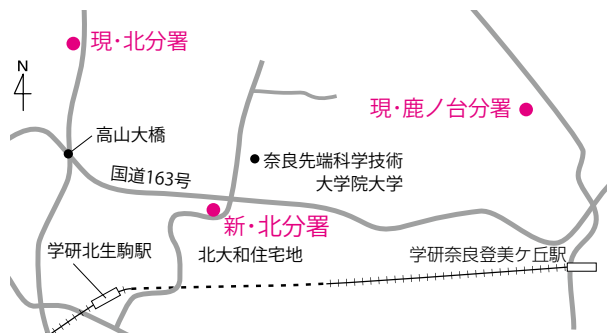 現・北分署
N
現・鹿ノ台分署
高山大橋
奈良先端科学技術
大学院大学
国道163号
新・北分署
学研北生駒駅
北大和住宅地
学研奈良登美ケ丘駅